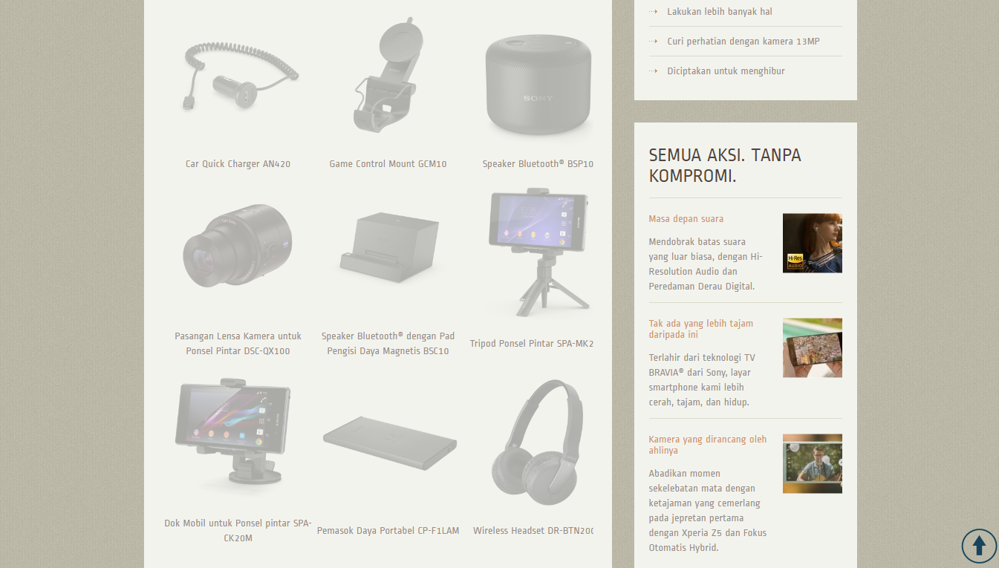 Car Quick Charger AN420
Game Control Mount GCM10
SONY
Speaker Bluetooth® BSP10
Pasangan Lensa Kamera untuk
Ponsel Pintar DSC-QX100
Speaker Bluetooth® dengan Pad
Pengisi Daya Magnetis BSC10
Tripod Ponsel Pintar SPA-MK2
Dok Mobil untuk Ponsel pintar SPA-
CK20M
Pemasok Daya Portabel CP-F1LAM
Wireless Headset DR-BTN200
Lakukan lebih banyak hal
Curi perhatian dengan kamera 13MP
Diciptakan untuk menghibur
SEMUA AKSI. TANPA
KOMPROMI.
Masa depan suara
Mendobrak batas suara
yang luar biasa, dengan Hi-
Resolution Audio dan
Peredaman Derau Digital.
Hi-Res
AUDIO
Tak ada yang lebih tajam
daripada ini
Terlahir dari teknologi TV
BRAVIA® dari Sony, layar
smartphone kami lebih
cerah, tajam, dan hidup.
Kamera yang dirancang oleh
ahlinya
Abadikan momen
sekelebatan mata dengan
ketajaman yang cemerlang
pada jepretan pertama
dengan Xperia Z5 dan Fokus
Otomatis Hybrid.